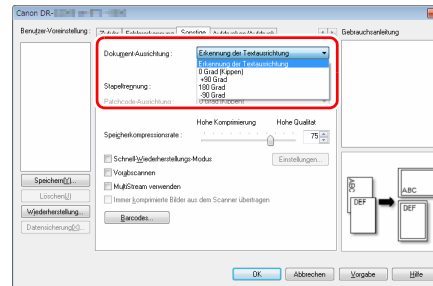 Canon DR-
Benutzer-Voreinstellung :
Sonstige
Gebrauchsanleitung
Dokument-Aussichtung :
Erkennung der Textausrichtung
Erkennung der Textausrichtung
0 Grad (Kippen)
+90 Grad
180 Grad
-90 Grad
Stapeltrennung :
Patchcode-Ausrichtung
0 Grad (Kippen)
Hohe Komprimierung
Hohe Qualität
Speicherkompressionsrate :
75
Schnell-Wiederherstellungs-Modus
Einstellungen...
Vorabscannen
MultiStream verwenden
Immer komprimierte Bilder aus dem Scanner übertragen
Barcodes...
Speichern(V)...
Löschen(U)
Wiederherstellung...
Datensicherung(X)...
ABC
DEF
ABC
DEF
OK
Abbrechen
Vorgabe
Hilfe